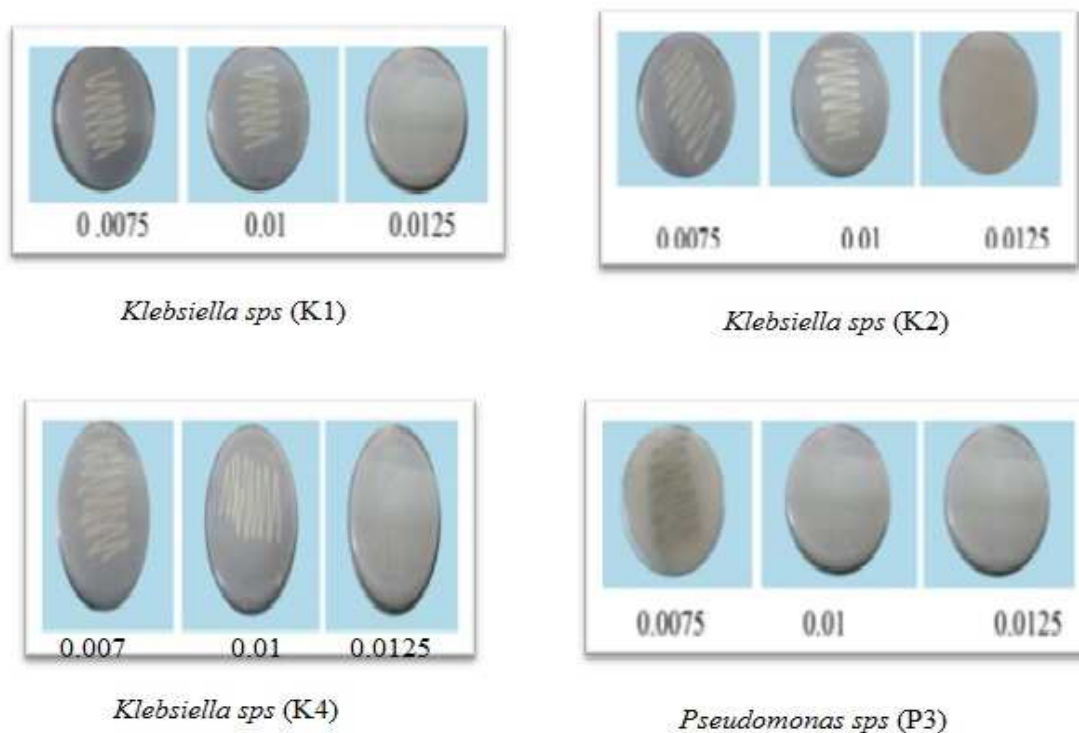 0.0075 0.01 0.0125
0.0075 0.01 0.0125
Klebsiella sps (K1)
Klebsiella sps (K2)
0.007 0.01 0.0125
0.0075 0.01 0.0125
Klebsiella sps (K4)
Pseudomonas sps (P3)